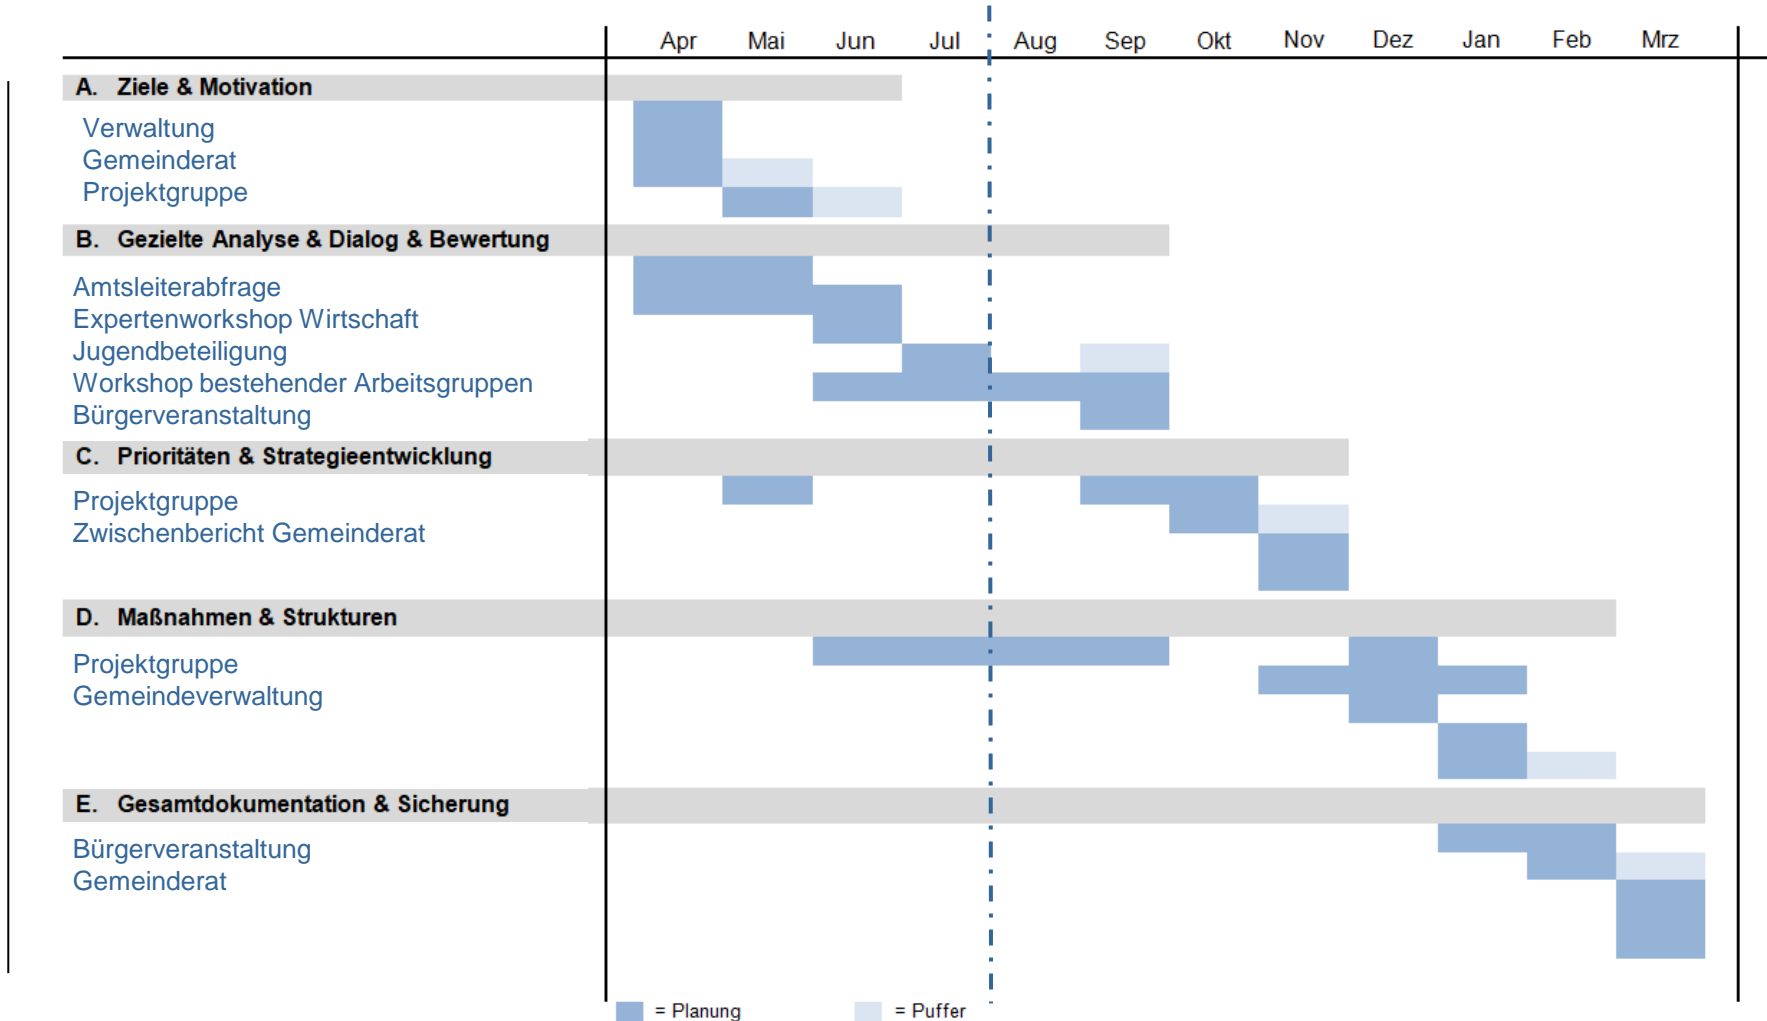 Apr Mai Jun Jul Aug Sep Okt Nov Dez Jan Feb Mrz
A. Ziele & Motivation
Verwaltung
Gemeinderat
Projektgruppe
B. Gezielte Analyse & Dialog & Bewertung
Amtsleiterabfrage
Expertenworkshop Wirtschaft
Jugendbeteiligung
Workshop bestehender Arbeitsgruppen
Bürgerveranstaltung
C. Prioritäten & Strategieentwicklung
Projektgruppe
Zwischenbericht Gemeinderat
D. Maßnahmen & Strukturen
Projektgruppe
Gemeindeverwaltung
E. Gesamtdokumentation & Sicherung
Bürgerveranstaltung
Gemeinderat
= Planung = Puffer